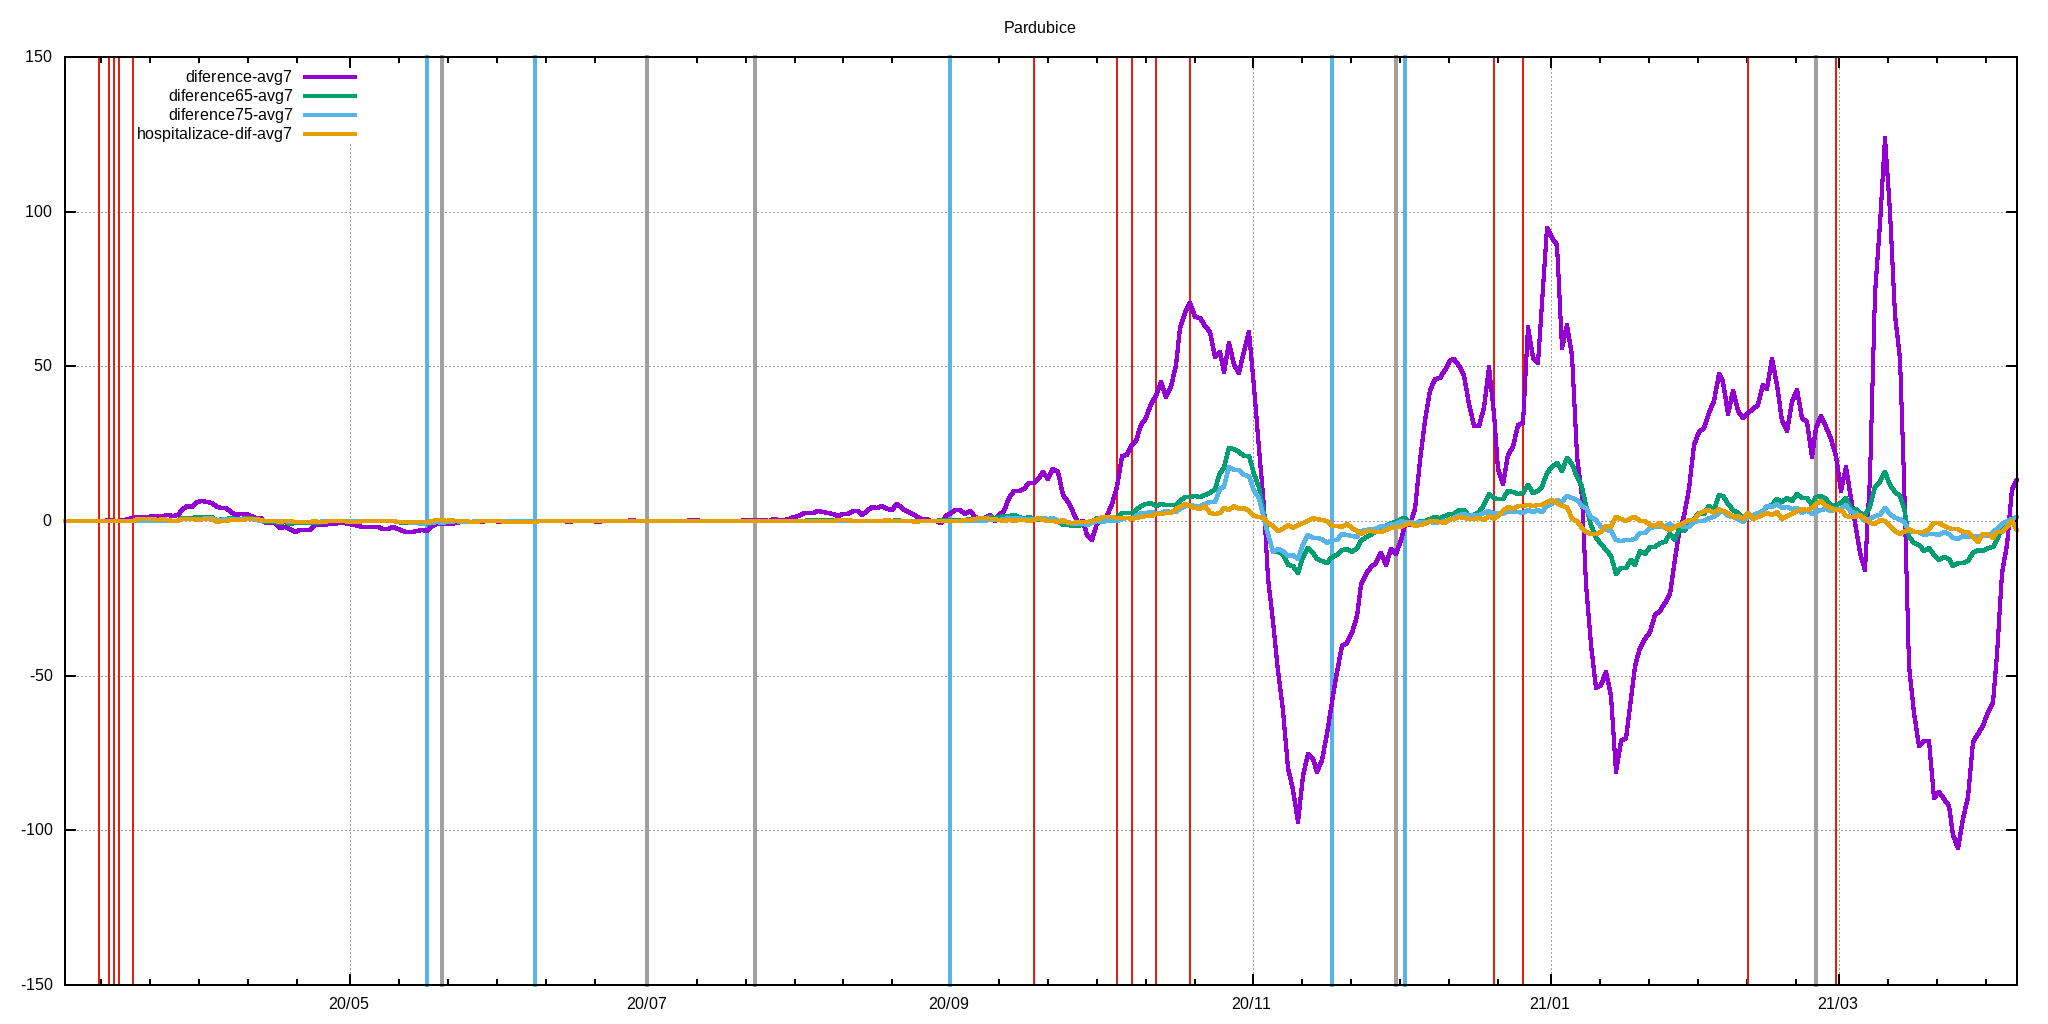 Pardubice
150
diference-avg7
diference65-avg7
diference75-avg7
hospitalizace-dif-avg7
100
50
0
-50
-100
-150
20/05 20/07 20/09 20/11 21/01 21/03